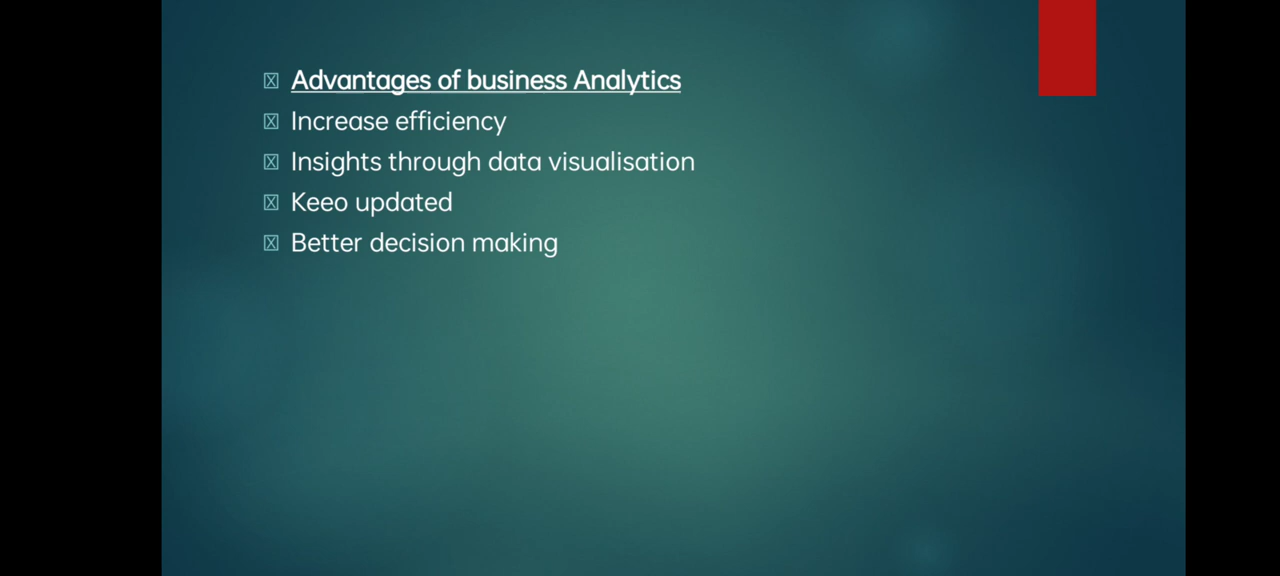 Advantages of business Analytics
Increase efficiency
Insights through data visualisation
Keeo updated
Better decision making